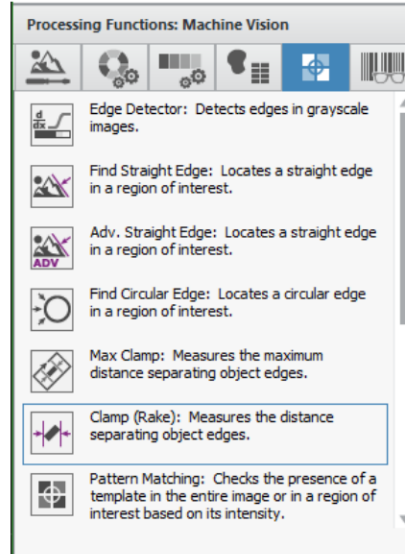 Processing Functions: Machine Vision
d
dx
Edge Detector: Detects edges in grayscale
images.
Find Straight Edge: Locates a straight edge
in a region of interest.
ADV
Adv. Straight Edge: Locates a straight edge
in a region of interest.
Find Circular Edge: Locates a circular edge
in a region of interest.
Max Clamp: Measures the maximum
distance separating object edges.
Clamp (Rake): Measures the distance
separating object edges.
Pattern Matching: Checks the presence of a
template in the entire image or in a region of
interest based on its intensity.